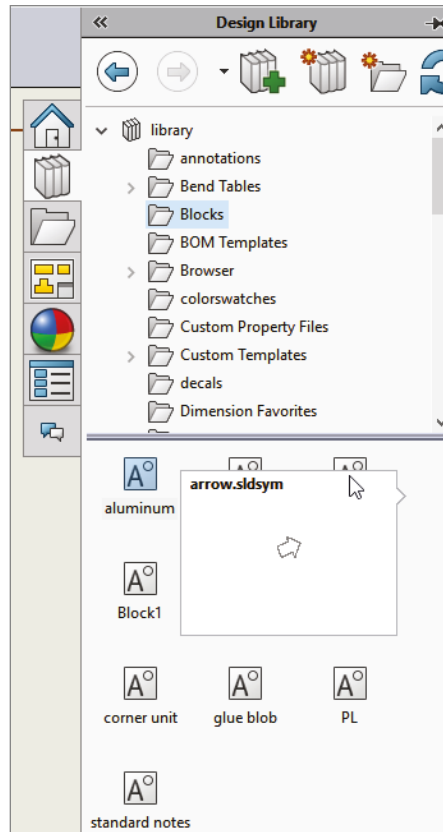 Design Library
library
annotations
Bend Tables
Blocks
BOM Templates
Browser
colorswatches
Custom Property Files
Custom Templates
decals
Dimension Favorites
A A A
arrow.sldsym
aluminum
A
Block1
A A A
corner unit glue blob PL
A
standard notes